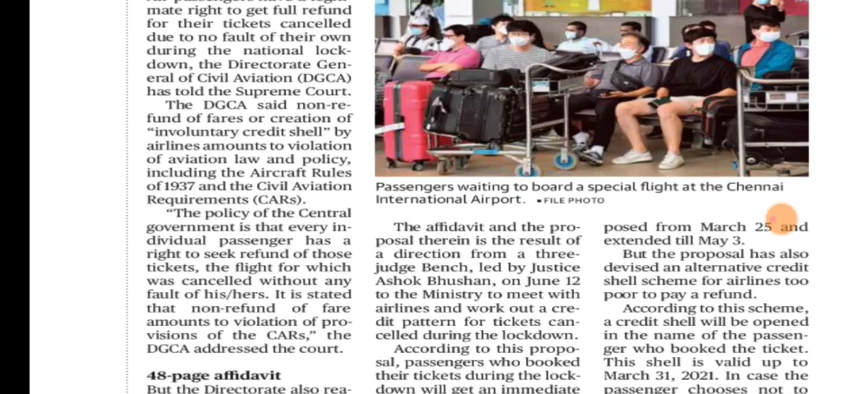 mate right to get full refund
for their tickets cancelled
due to no fault of their own
during the national lock-
down, the Directorate Gen-
eral of Civil Aviation (DGCA)
has told the Supreme Court.
The DGCA said non-re-
fund of fares or creation of
“involuntary credit shell” by
airlines amounts to violation
of aviation law and policy,
including the Aircraft Rules
of 1937 and the Civil Aviation
Requirements (CARs).
“The policy of the Central
government is that every in-
dividual passenger has a
right to seek refund of those
tickets, the flight for which
was cancelled without any
fault of his/hers. It is stated
that non-refund of fare
amounts to violation of pro-
visions of the CARs,” the
DGCA addressed the court.
48-page affidavit
But the Directorate also rea-
Passengers waiting to board a special flight at the Chennai
International Airport. ▪ FILE PHOTO
The affidavit and the pro-
posal therein is the result of
a direction from a three-
judge Bench, led by Justice
Ashok Bhushan, on June 12
to the Ministry to meet with
airlines and work out a cre-
dit pattern for tickets can-
celled during the lockdown.
According to this propo-
sal, passengers who booked
their tickets during the lock-
down will get an immediate
posed from March 25 and
extended till May 3.
But the proposal has also
devised an alternative credit
shell scheme for airlines too
poor to pay a refund.
According to this scheme,
a credit shell will be opened
in the name of the passen-
ger who booked the ticket.
This shell is valid up to
March 31, 2021. In case the
passenger chooses not to